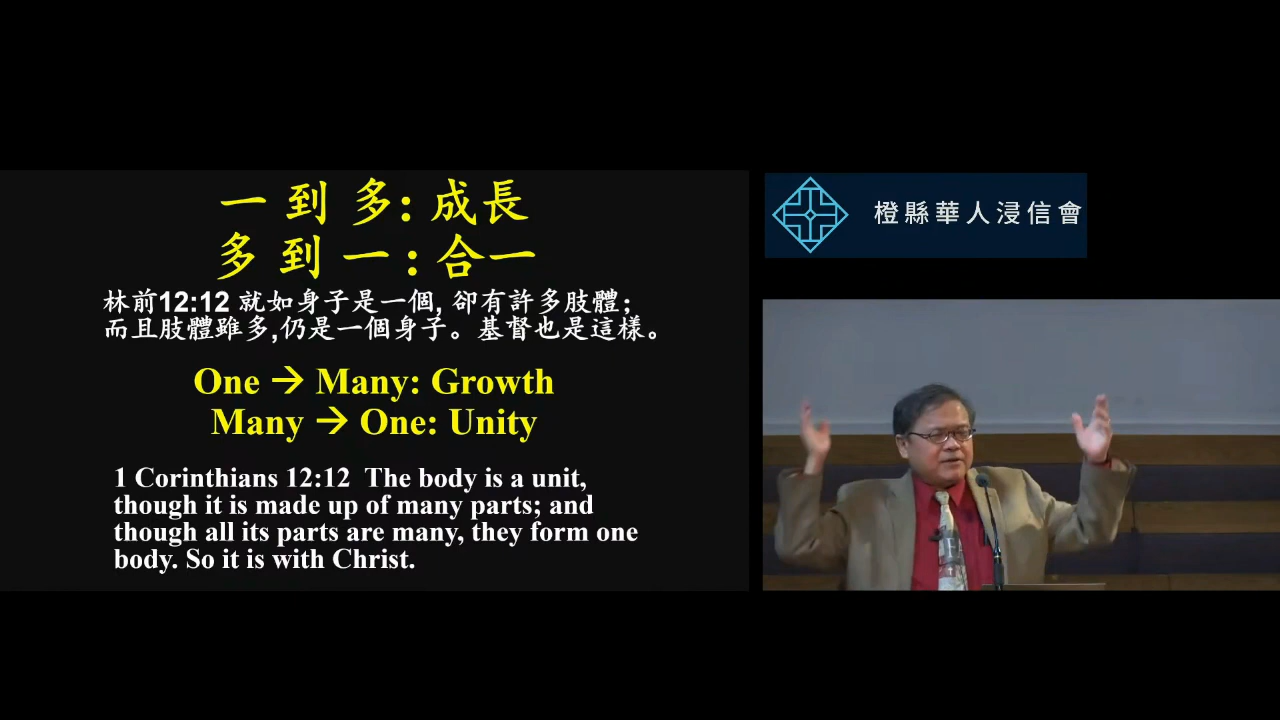 一 到 多: 成長
多 到 一 : 合一
林前12:12 就如身子是一個, 卻有許多肢體;
而且肢體雖多,仍是一個身子。基督也是這樣。
One → Many: Growth
Many → One: Unity
1 Corinthians 12:12 The body is a unit,
though it is made up of many parts; and
though all its parts are many, they form one
body. So it is with Christ.
橙縣華人浸信會